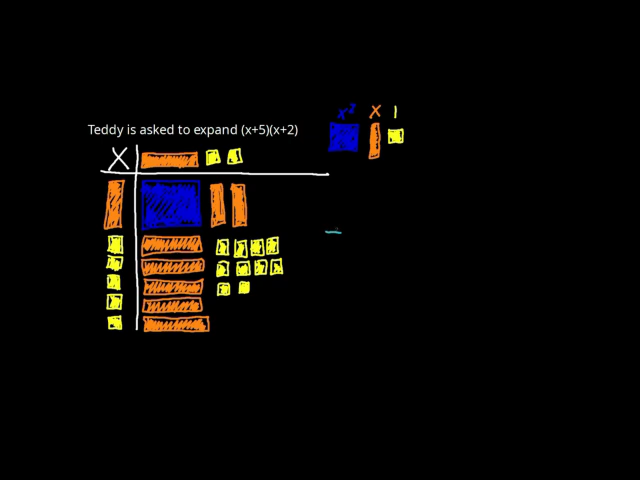 x² x 1
Teddy is asked to expand (x+5)(x+2)
X